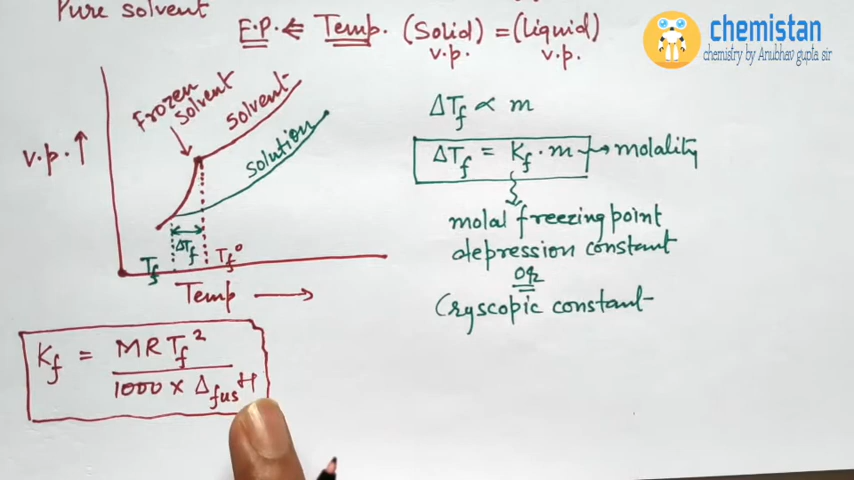 Pure solvent
F.P. ⇐ Temp. (Solid) = (Liquid)
v.p. v.p.
chemistan
chemistry by Anubhav gupta sir
Frozen
solvent
solvent
solution
v.p. ↑
ΔTf
Tf
Tf°
Temp →
ΔTf ∝ m
ΔTf = Kf · m → molality
molal freezing point
depression constant
or
Cryscopic constant
Kf = MRTf² / 1000 × ΔfusH